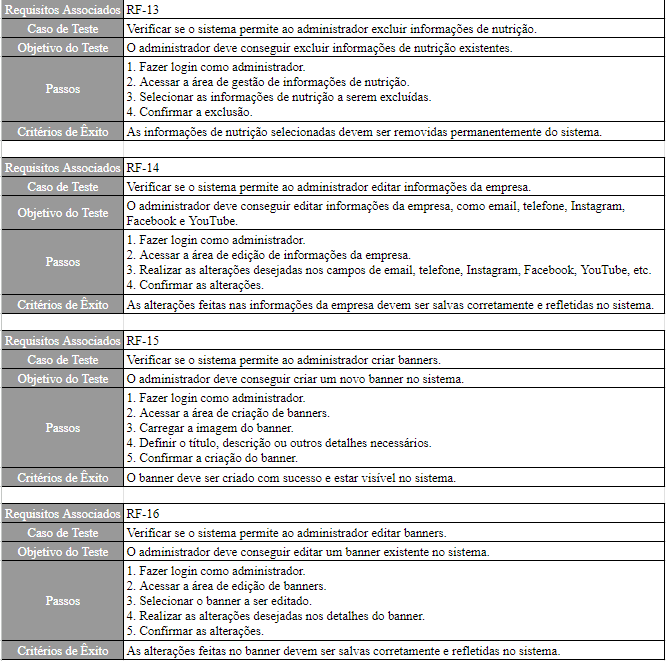 Requisitos Associados RF-13
Caso de Teste Verificar se o sistema permite ao administrador excluir informações de nutrição.
Objetivo do Teste O administrador deve conseguir excluir informações de nutrição existentes.
Passos
1. Fazer login como administrador.
2. Acessar a área de gestão de informações de nutrição.
3. Selecionar as informações de nutrição a serem excluídas.
4. Confirmar a exclusão.
Critérios de Êxito As informações de nutrição selecionadas devem ser removidas permanentemente do sistema.
Requisitos Associados RF-14
Caso de Teste Verificar se o sistema permite ao administrador editar informações da empresa.
Objetivo do Teste O administrador deve conseguir editar informações da empresa, como email, telefone, Instagram,
Facebook e YouTube.
Passos
1. Fazer login como administrador.
2. Acessar a área de edição de informações da empresa.
3. Realizar as alterações desejadas nos campos de email, telefone, Instagram, Facebook, YouTube, etc.
4. Confirmar as alterações.
Critérios de Êxito As alterações feitas nas informações da empresa devem ser salvas corretamente e refletidas no sistema.
Requisitos Associados RF-15
Caso de Teste Verificar se o sistema permite ao administrador criar banners.
Objetivo do Teste O administrador deve conseguir criar um novo banner no sistema.
Passos
1. Fazer login como administrador.
2. Acessar a área de criação de banners.
3. Carregar a imagem do banner.
4. Definir o título, descrição ou outros detalhes necessários.
5. Confirmar a criação do banner.
Critérios de Êxito O banner deve ser criado com sucesso e estar visível no sistema.
Requisitos Associados RF-16
Caso de Teste Verificar se o sistema permite ao administrador editar banners.
Objetivo do Teste O administrador deve conseguir editar um banner existente no sistema.
Passos
1. Fazer login como administrador.
2. Acessar a área de edição de banners.
3. Selecionar o banner a ser editado.
4. Realizar as alterações desejadas nos detalhes do banner.
5. Confirmar as alterações.
Critérios de Êxito As alterações feitas no banner devem ser salvas corretamente e refletidas no sistema.